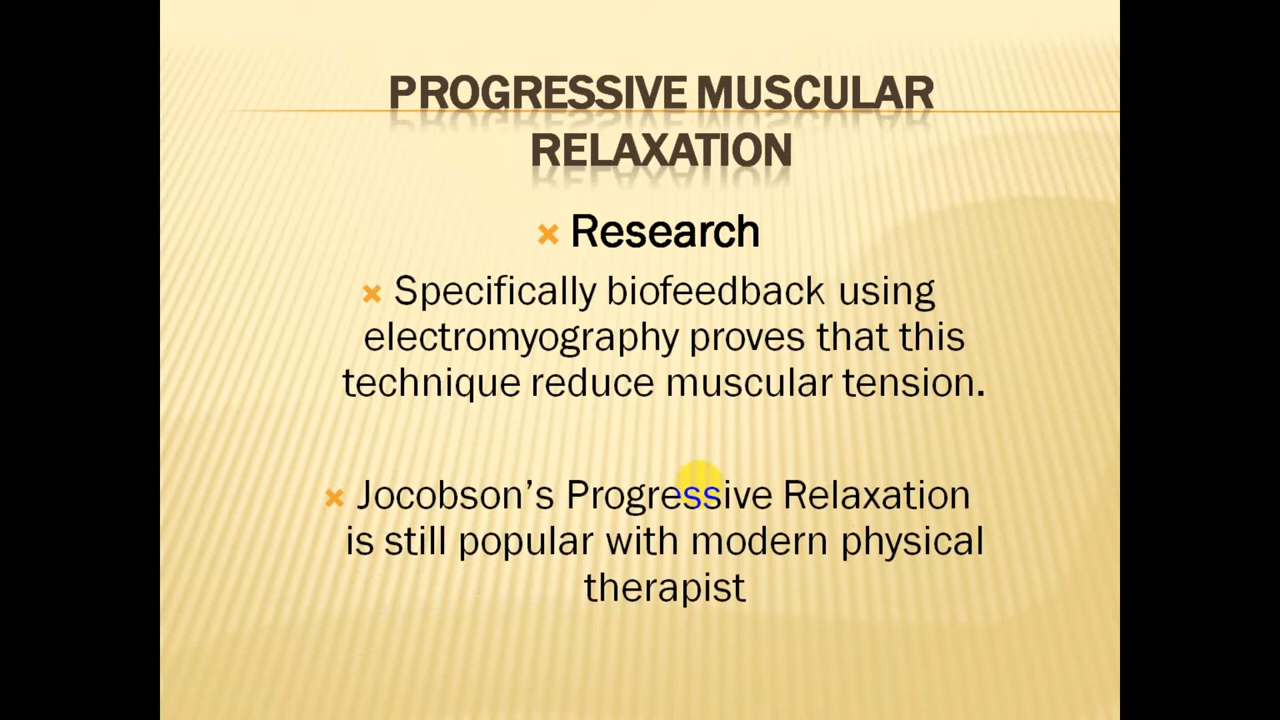 PROGRESSIVE MUSCULAR
RELAXATION
Research
Specifically biofeedback using
electromyography proves that this
technique reduce muscular tension.
Jocobson's Progressive Relaxation
is still popular with modern physical
therapist